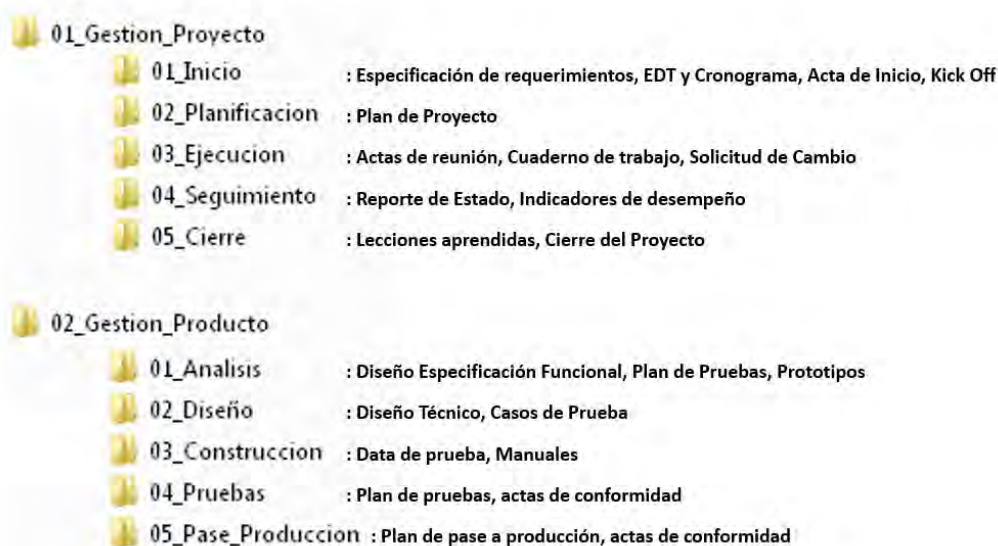 01_Gestion_Proyecto
01_Inicio : Especificación de requerimientos, EDT y Cronograma, Acta de Inicio, Kick Off
02_Planificacion : Plan de Proyecto
03_Ejecucion : Actas de reunión, Cuaderno de trabajo, Solicitud de Cambio
04_Seguimiento : Reporte de Estado, Indicadores de desempeño
05_Cierre : Lecciones aprendidas, Cierre del Proyecto
02_Gestion_Producto
01_Analisis : Diseño Especificación Funcional, Plan de Pruebas, Prototipos
02_Diseño : Diseño Técnico, Casos de Prueba
03_Construccion : Data de prueba, Manuales
04_Pruebas : Plan de pruebas, actas de conformidad
05_Pase_Produccion : Plan de pase a producción, actas de conformidad